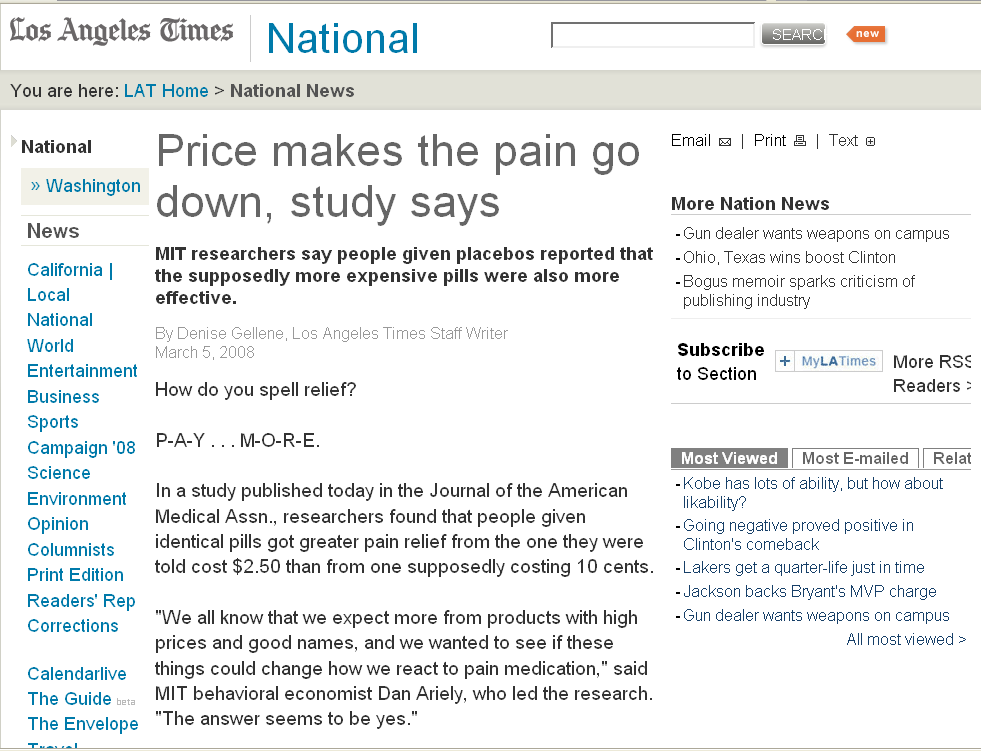 Los Angeles Times
National
SEARC
new
You are here: LAT Home > National News
National
» Washington
News
California |
Local
National
World
Entertainment
Business
Sports
Campaign '08
Science
Environment
Opinion
Columnists
Print Edition
Readers' Rep
Corrections
Calendarlive
The Guide beta
The Envelope
Travel
Price makes the pain go
down, study says
MIT researchers say people given placebos reported that
the supposedly more expensive pills were also more
effective.
By Denise Gellene, Los Angeles Times Staff Writer
March 5, 2008
How do you spell relief?
P-A-Y . . . M-O-R-E.
In a study published today in the Journal of the American
Medical Assn., researchers found that people given
identical pills got greater pain relief from the one they were
told cost $2.50 than from one supposedly costing 10 cents.
"We all know that we expect more from products with high
prices and good names, and we wanted to see if these
things could change how we react to pain medication," said
MIT behavioral economist Dan Ariely, who led the research.
"The answer seems to be yes."
Email | Print | Text
More Nation News
-Gun dealer wants weapons on campus
-Ohio, Texas wins boost Clinton
-Bogus memoir sparks criticism of
publishing industry
Subscribe
to Section
+ MyLATimes
More RSS
Readers >
Most Viewed
Most E-mailed
Relat
-Kobe has lots of ability, but how about
likability?
-Going negative proved positive in
Clinton's comeback
-Lakers get a quarter-life just in time
-Jackson backs Bryant's MVP charge
-Gun dealer wants weapons on campus
All most viewed >